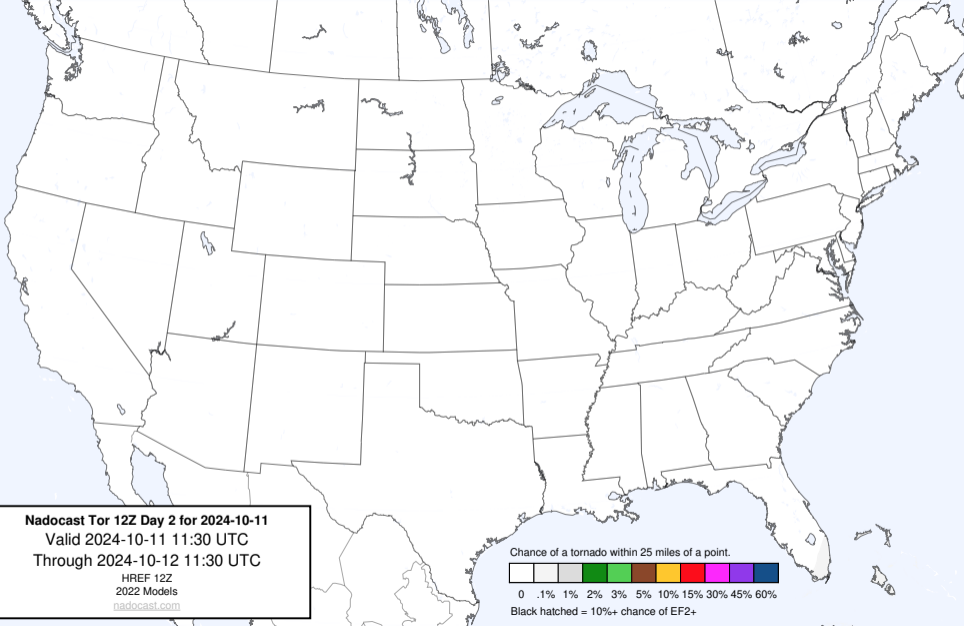 Nadocast Tor 12Z Day 2 for 2024-10-11
Valid 2024-10-11 11:30 UTC
Through 2024-10-12 11:30 UTC
HREF 12Z
2022 Models
nadocast.com
Chance of a tornado within 25 miles of a point.
0 .1% 1% 2% 3% 5% 10% 15% 30% 45% 60%
Black hatched = 10%+ chance of EF2+